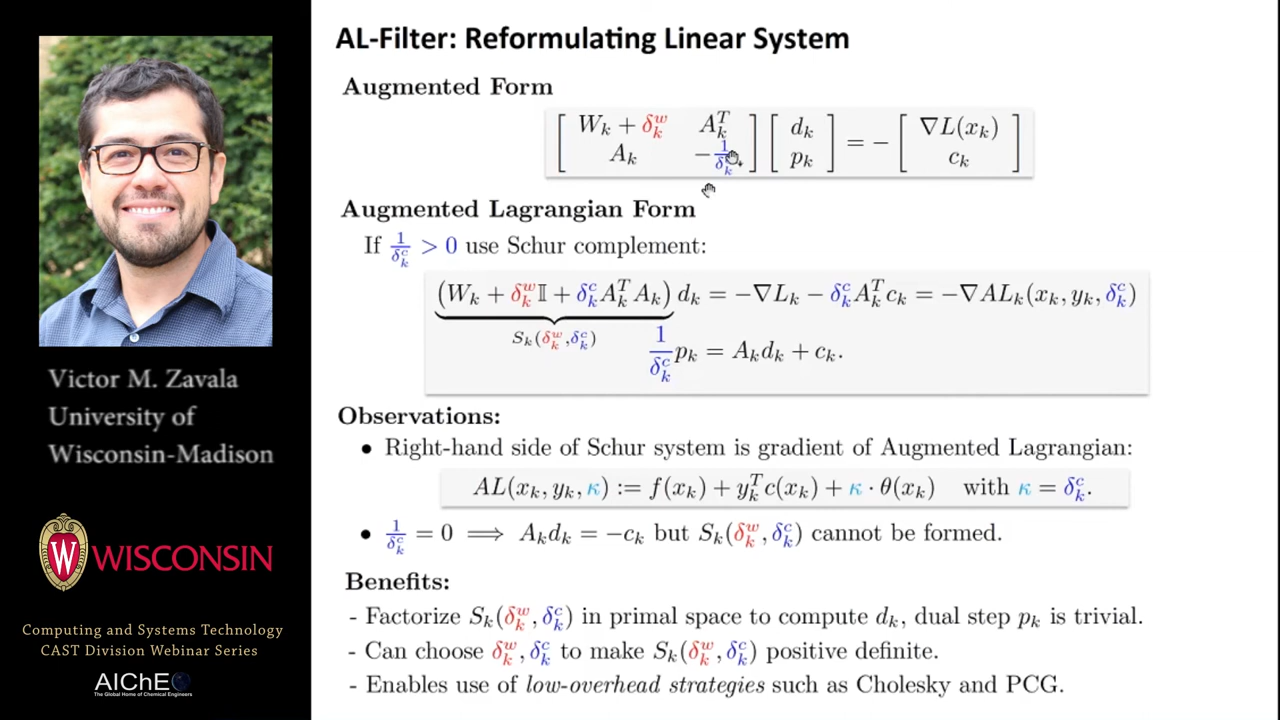 AL-Filter: Reformulating Linear System
Augmented Form
[ W_k + δ_k^w A_k^T ; A_k −1/δ_k^c ] [ d_k ; p_k ] = − [ ∇L(x_k) ; c_k ]
Augmented Lagrangian Form
If 1/δ_k^c > 0 use Schur complement:
(W_k + δ_k^w 𝕀 + δ_k^c A_k^T A_k) d_k = −∇L_k − δ_k^c A_k^T c_k = −∇AL_k(x_k, y_k, δ_k^c)
S_k(δ_k^w, δ_k^c)
1/δ_k^c p_k = A_k d_k + c_k.
Observations:
• Right-hand side of Schur system is gradient of Augmented Lagrangian:
AL(x_k, y_k, κ) := f(x_k) + y_k^T c(x_k) + κ · θ(x_k) with κ = δ_k^c.
• 1/δ_k^c = 0 ⟹ A_k d_k = −c_k but S_k(δ_k^w, δ_k^c) cannot be formed.
Benefits:
- Factorize S_k(δ_k^w, δ_k^c) in primal space to compute d_k, dual step p_k is trivial.
- Can choose δ_k^w, δ_k^c to make S_k(δ_k^w, δ_k^c) positive definite.
- Enables use of low-overhead strategies such as Cholesky and PCG.
Victor M. Zavala
University of
Wisconsin-Madison
W WISCONSIN
Computing and Systems Technology
CAST Division Webinar Series
AIChE
The Global Home of Chemical Engineers